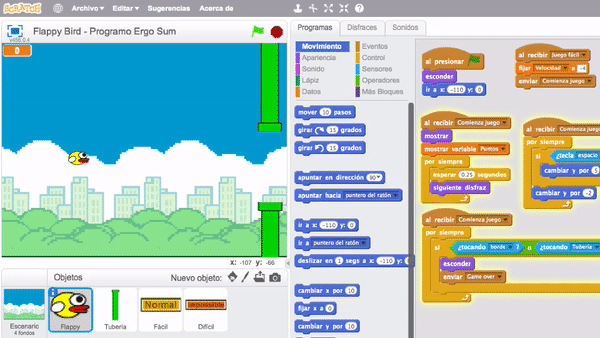 SCRATCH
Archivo
Editar
Sugerencias
Acerca de
Flappy Bird - Programo Ergo Sum
v456.0.4
0
x: -107 y: -66
Objetos
Nuevo objeto:
Escenario
4 fondos
Flappy
Tubería
Normal
Fácil
Imposible
Difícil
Programas
Disfraces
Sonidos
Movimiento
Apariencia
Sonido
Lápiz
Datos
Eventos
Control
Sensores
Operadores
Más Bloques
mover 10 pasos
girar 15 grados
girar 15 grados
apuntar en dirección 90
apuntar hacia puntero del ratón
ir a x: -110 y: 0
ir a puntero del ratón
deslizar en 1 segs a x: -110 y: 0
cambiar x por 10
fijar x a 0
cambiar y por 10
al presionar
esconder
ir a x: -110 y: 0
al recibir Juego fácil
fijar Velocidad a -4
enviar Comienza juego
al recibir Comienza juego
mostrar
mostrar variable Puntos
por siempre
esperar 0.25 segundos
siguiente disfraz
al recibir Comienza juego
por siempre
si ¿tecla espacio
cambiar y por 5
cambiar y por -2
al recibir Comienza juego
por siempre
si ¿tocando borde ? o ¿tocando Tubería
esconder
enviar Game over